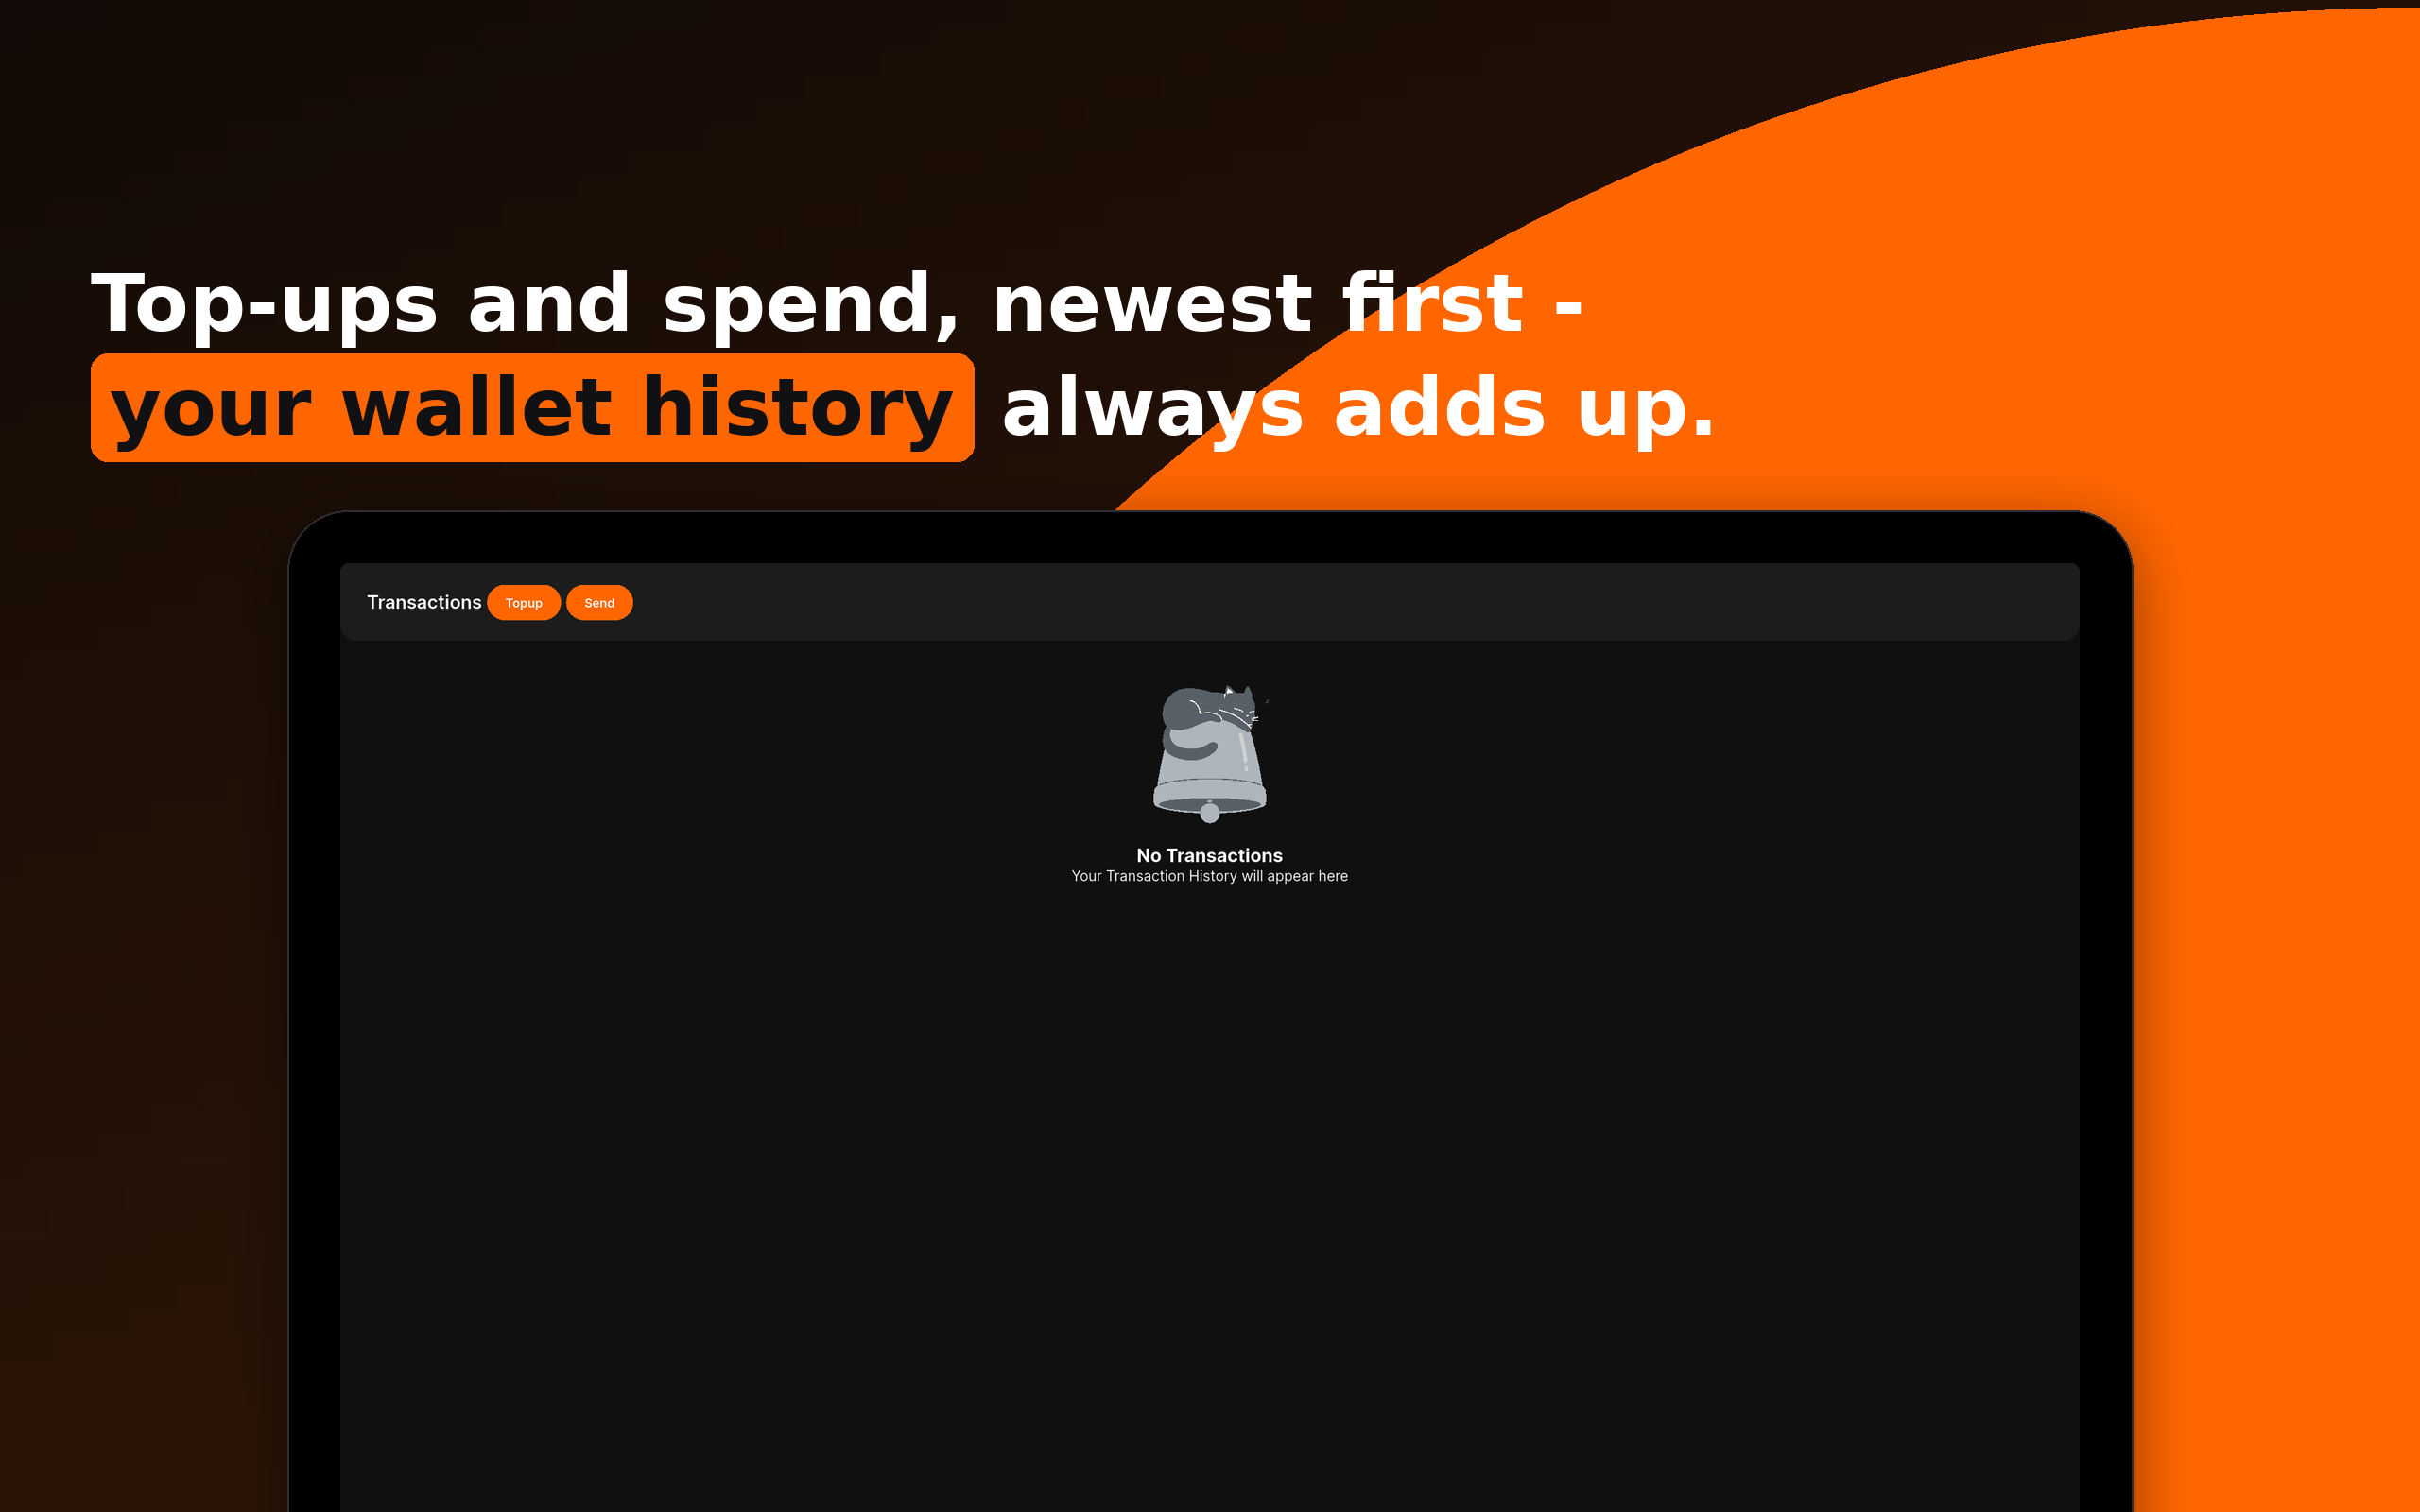 Top-ups and spend, newest first -
your wallet history always adds up.
Transactions Topup Send
No Transactions
Your Transaction History will appear here